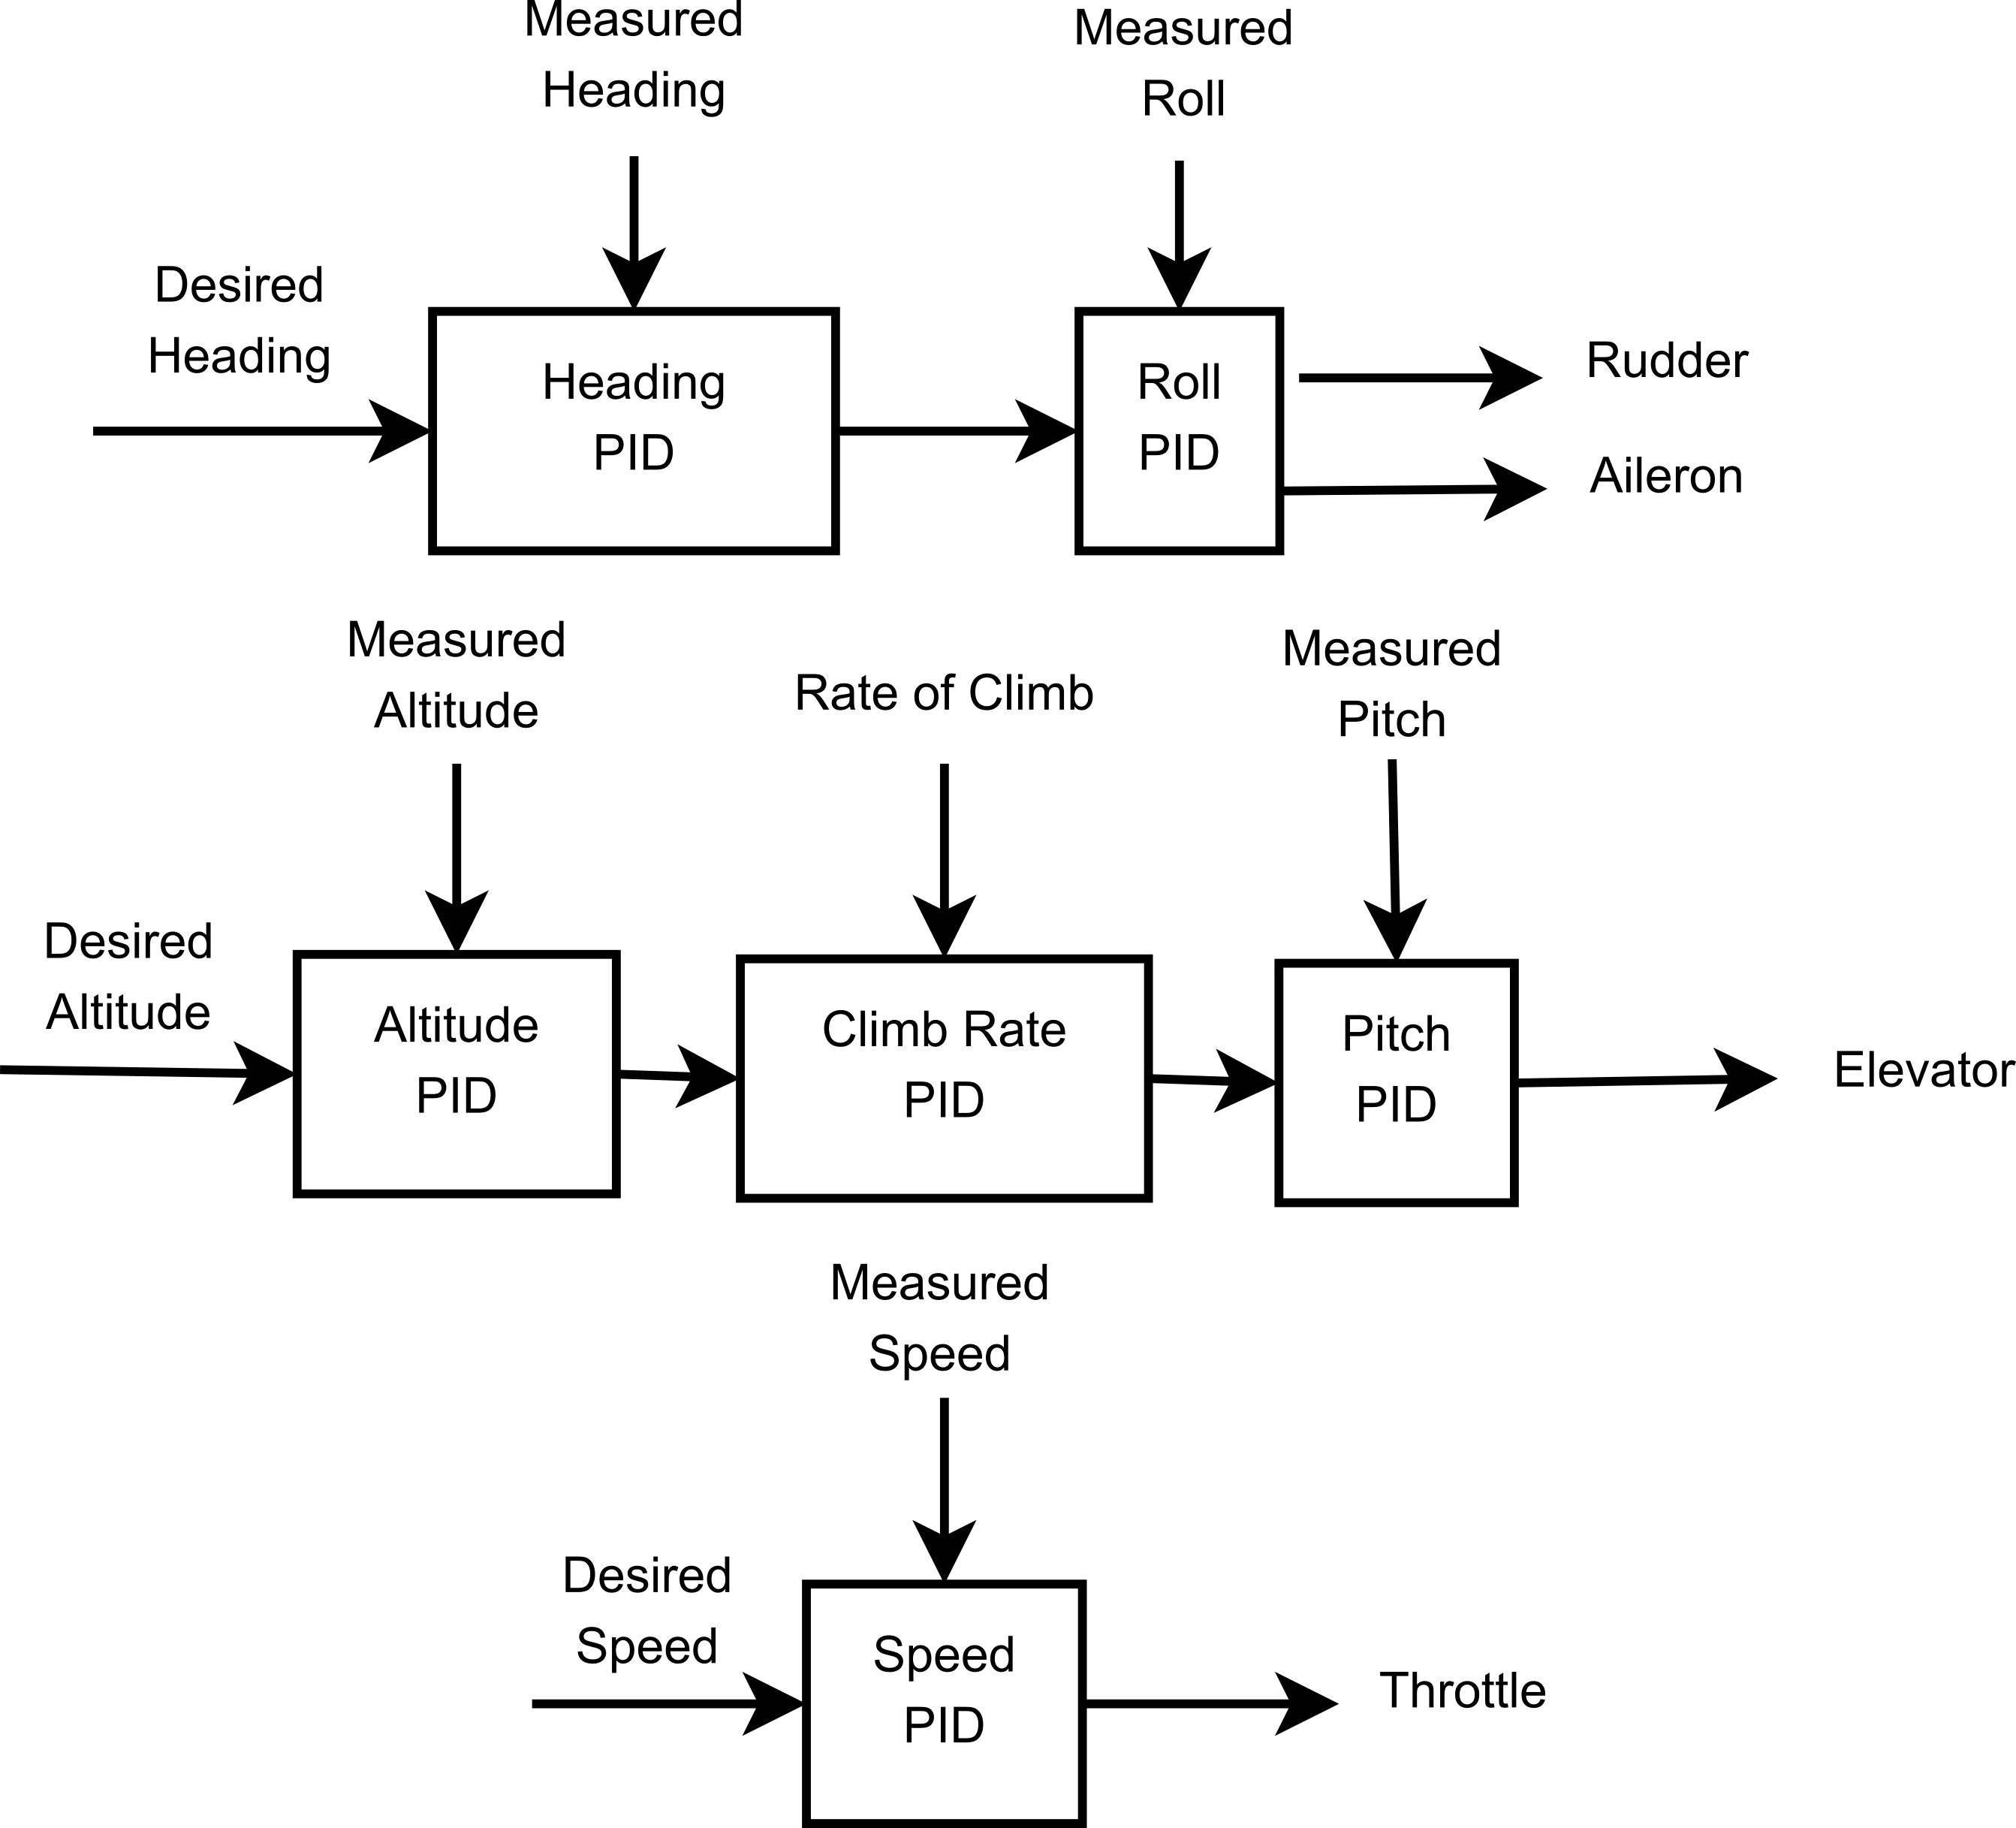 Measured
Heading
Measured
Roll
Desired
Heading
Heading
PID
Roll
PID
Rudder
Aileron
Measured
Altitude
Rate of Climb
Measured
Pitch
Desired
Altitude
Altitude
PID
Climb Rate
PID
Pitch
PID
Elevator
Measured
Speed
Desired
Speed
Speed
PID
Throttle